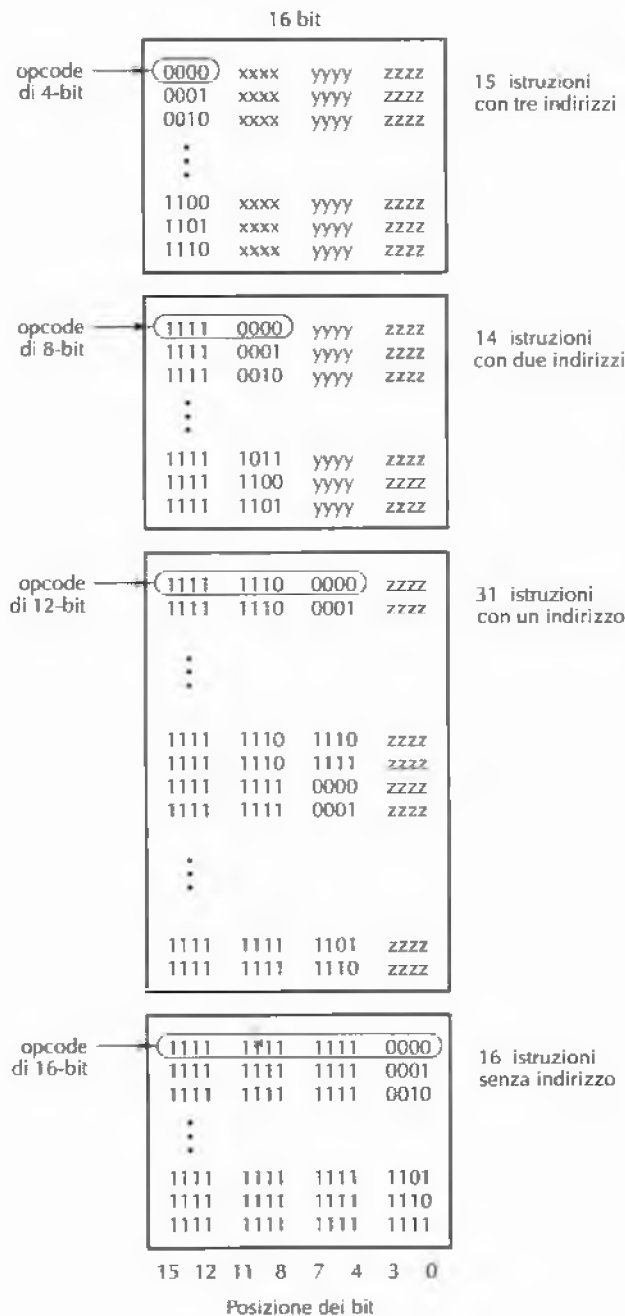 16 bit
opcode di 4-bit
0000 xxxx yyyy zzzz
0001 xxxx yyyy zzzz
0010 xxxx yyyy zzzz
1100 xxxx yyyy zzzz
1101 xxxx yyyy zzzz
1110 xxxx yyyy zzzz
15 istruzioni
con tre indirizzi
opcode
di 8-bit
1111 0000 yyyy zzzz
1111 0001 yyyy zzzz
1111 0010 yyyy zzzz
1111 1011 yyyy zzzz
1111 1100 yyyy zzzz
1111 1101 yyyy zzzz
14 istruzioni
con due indirizzi
opcode
di 12-bit
1111 1110 0000 zzzz
1111 1110 0001 zzzz
1111 1110 1110 zzzz
1111 1110 1111 zzzz
1111 1111 0000 zzzz
1111 1111 0001 zzzz
1111 1111 1101 zzzz
1111 1111 1110 zzzz
31 istruzioni
con un indirizzo
opcode
di 16-bit
1111 1111 1111 0000
1111 1111 1111 0001
1111 1111 1111 0010
1111 1111 1111 1101
1111 1111 1111 1110
1111 1111 1111 1111
16 istruzioni
senza indirizzo
15 12 11 8 7 4 3 0
Posizione dei bit